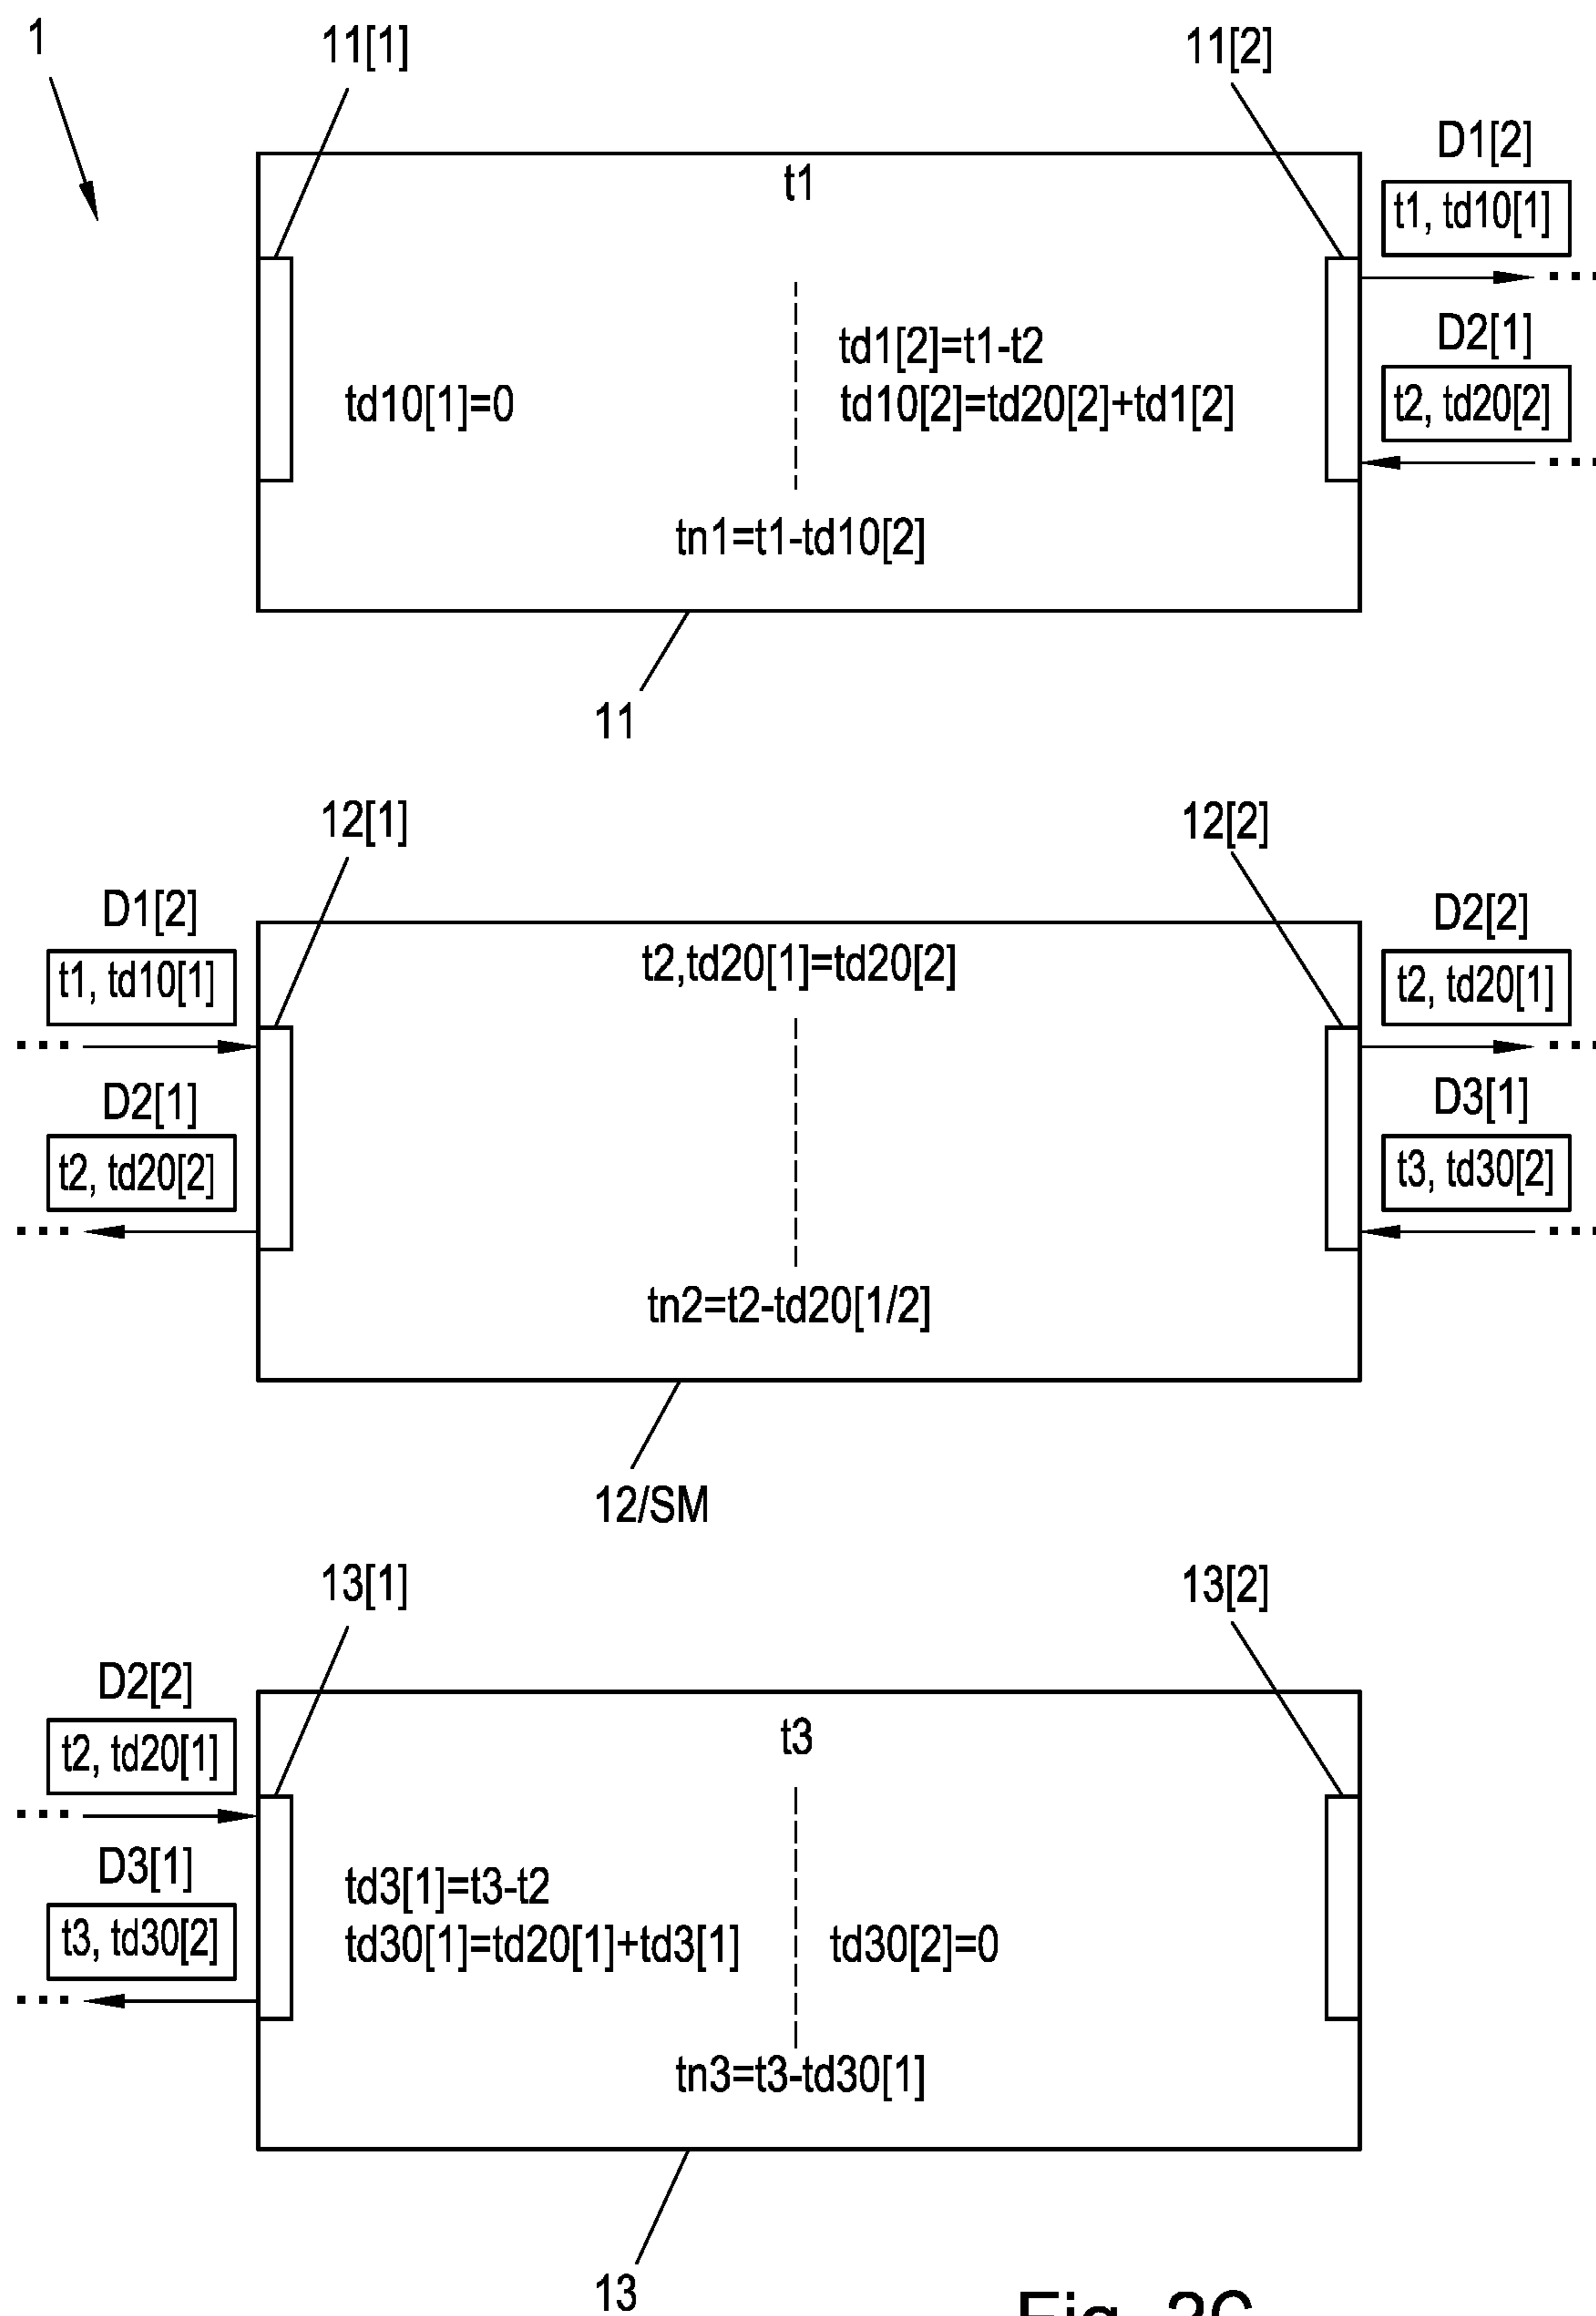 1
11[1]
11[2]
t1
D1[2]
t1, td10[1]
td1[2]=t1-t2
D2[1]
td10[1]=0
td10[2]=td20[2]+td1[2]
t2, td20[2]
tn1=t1-td10[2]
11
12[1]
12[2]
D1[2]
t2,td20[1]=td20[2]
D2[2]
t1, td10[1]
t2, td20[1]
D2[1]
D3[1]
t2, td20[2]
t3, td30[2]
tn2=t2-td20[1/2]
12/SM
13[1]
13[2]
D2[2]
t3
t2, td20[1]
D3[1]
td3[1]=t3-t2
t3, td30[2]
td30[1]=td20[1]+td3[1]
td30[2]=0
tn3=t3-td30[1]
13
Fig.